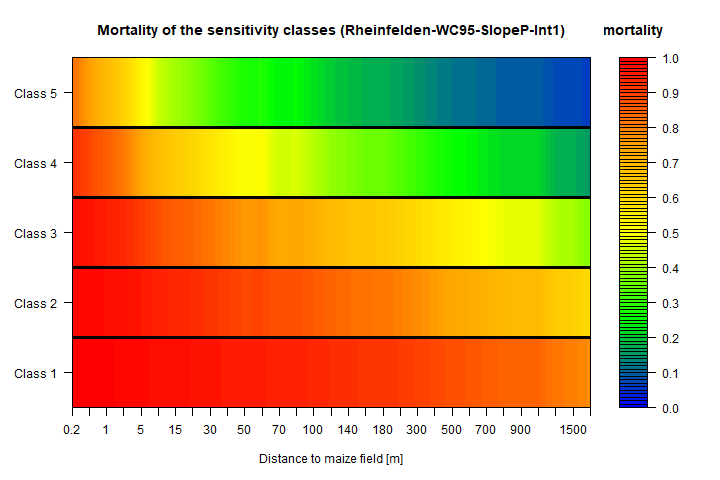 Mortality of the sensitivity classes (Rheinfelden-WC95-SlopeP-Int1)
mortality
Class 5
Class 4
Class 3
Class 2
Class 1
1.0
0.9
0.8
0.7
0.6
0.5
0.4
0.3
0.2
0.1
0.0
0.2 1 5 15 30 50 70 100 140 180 300 500 700 900 1500
Distance to maize field [m]